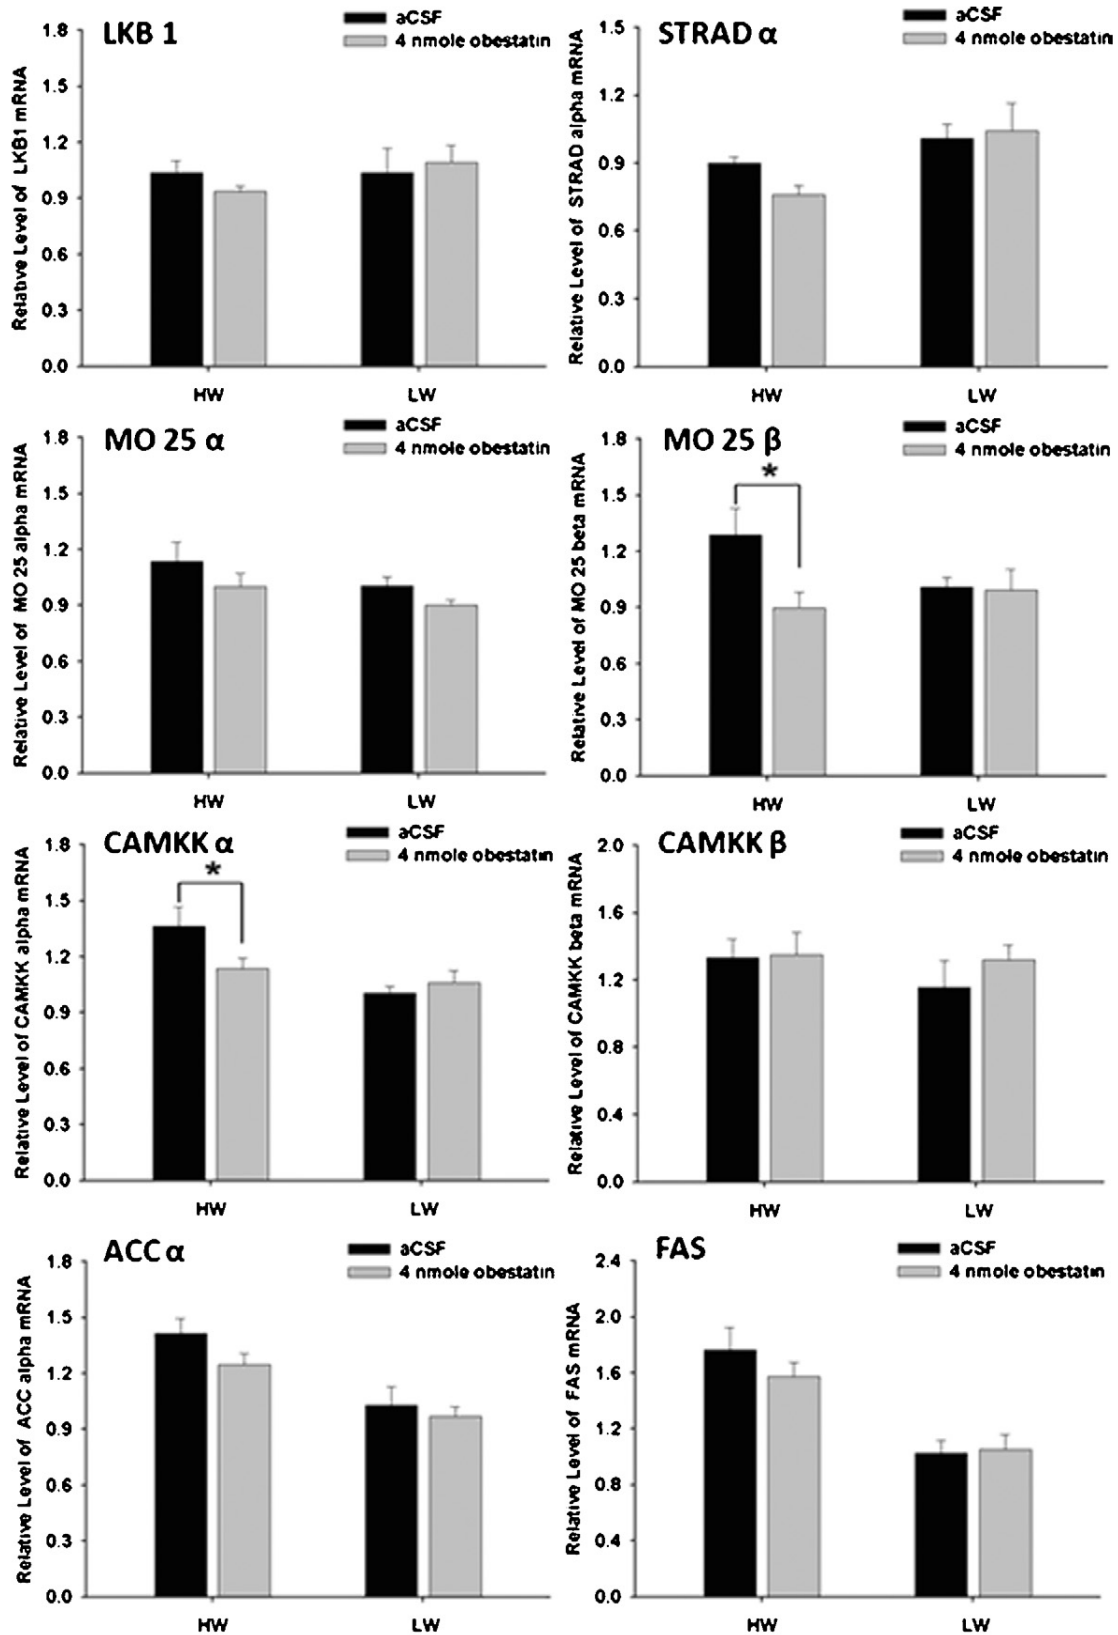 LKB 1
aCSF
4 nmole obestatin
Relative Level of LKB1 mRNA
1.8
1.5
1.2
0.9
0.6
0.3
0.0
HW LW
STRAD α
aCSF
4 nmole obestatin
Relative Level of STRAD alpha mRNA
1.5
1.2
0.9
0.6
0.3
0.0
HW LW
MO 25 α
aCSF
4 nmole obestatin
Relative Level of MO 25 alpha mRNA
1.8
1.5
1.2
0.9
0.6
0.3
0.0
HW LW
MO 25 β
aCSF
4 nmole obestatin
Relative Level of MO 25 beta mRNA
1.8
1.5
1.2
0.9
0.6
0.3
0.0
*
HW LW
CAMKK α
aCSF
4 nmole obestatin
Relative Level of CAMKK alpha mRNA
1.8
1.5
1.2
0.9
0.6
0.3
0.0
*
HW LW
CAMKK β
aCSF
4 nmole obestatin
Relative Level of CAMKK beta mRNA
2.0
1.6
1.2
0.8
0.4
0.0
HW LW
ACC α
aCSF
4 nmole obestatin
Relative Level of ACC alpha mRNA
1.8
1.5
1.2
0.9
0.6
0.3
0.0
HW LW
FAS
aCSF
4 nmole obestatin
Relative Level of FAS mRNA
2.4
2.0
1.6
1.2
0.8
0.4
0.0
HW LW